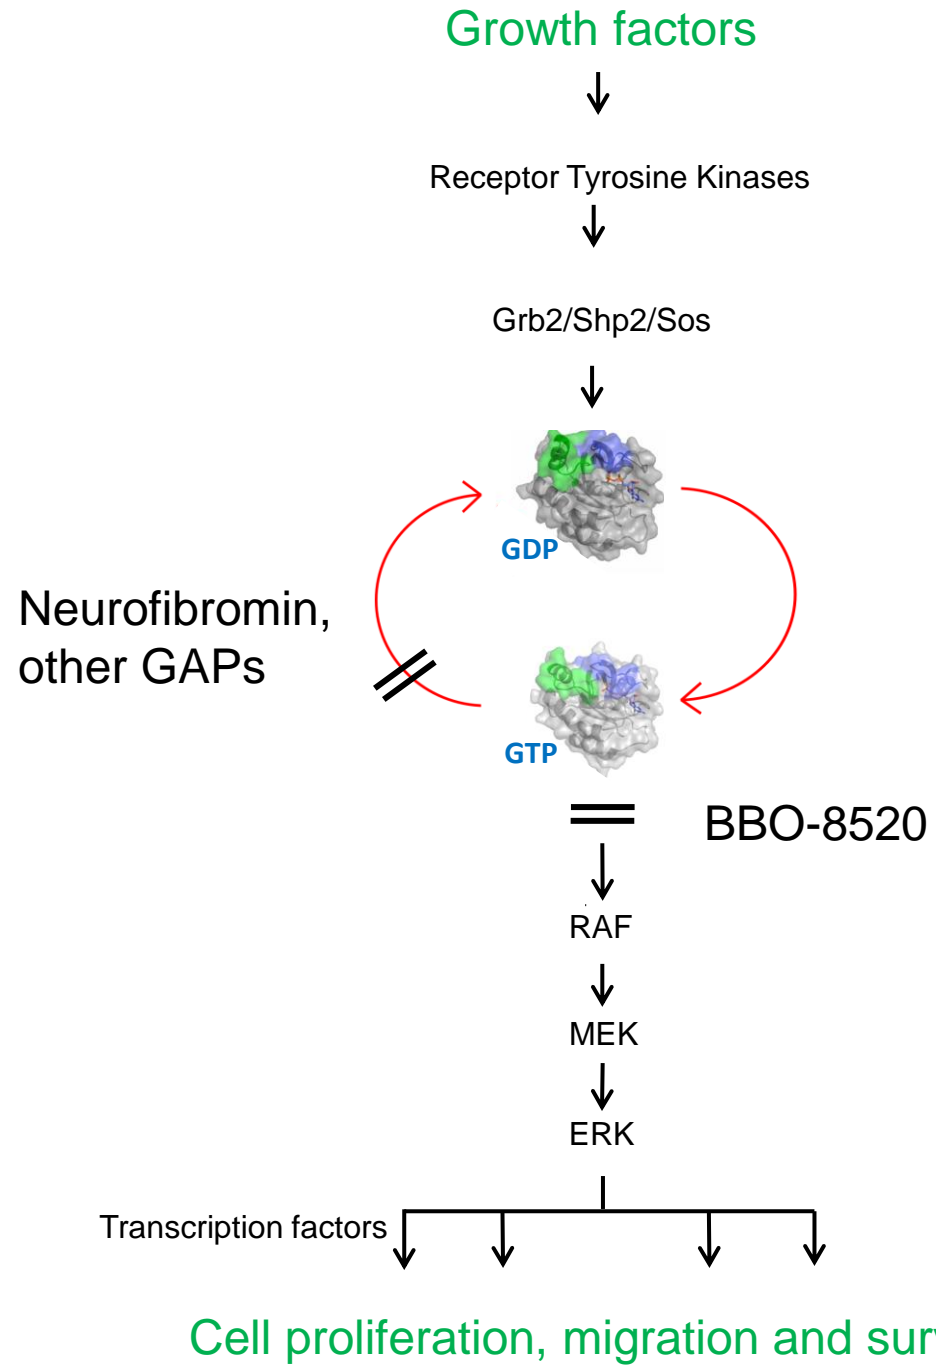 Growth factors
Receptor Tyrosine Kinases
Grb2/Shp2/Sos
GDP
Neurofibromin,
other GAPs
GTP
BBO-8520
RAF
MEK
ERK
Transcription factors
Cell proliferation, migration and